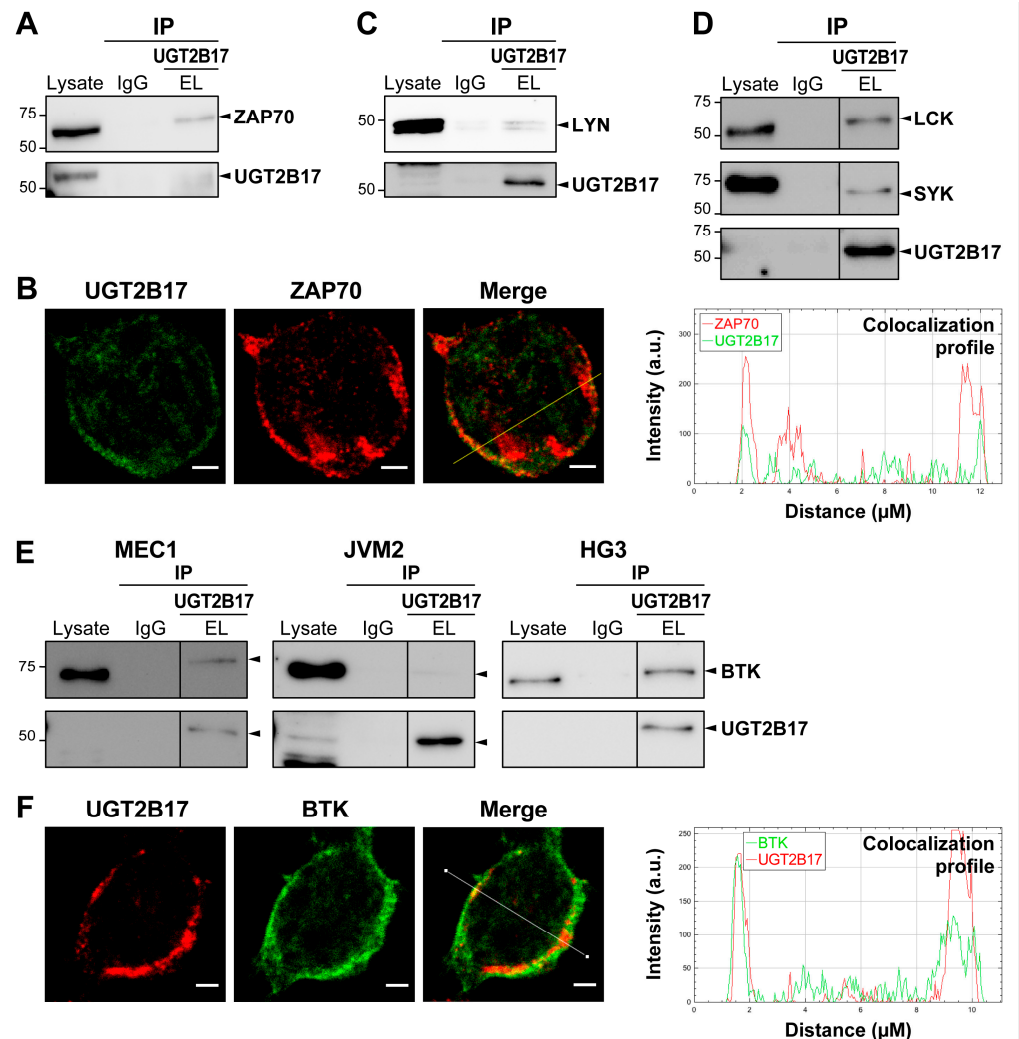 A
IP
UGT2B17
Lysate IgG EL
75
50
ZAP70
50
UGT2B17
C
IP
UGT2B17
Lysate IgG EL
50
LYN
50
UGT2B17
D
IP
UGT2B17
Lysate IgG EL
75
50
LCK
75
50
SYK
75
50
UGT2B17
B
UGT2B17 ZAP70 Merge
ZAP70
UGT2B17
Colocalization
profile
Intensity (a.u.)
300
200
100
0
0 2 4 6 8 10 12
Distance (µM)
E
MEC1
IP
UGT2B17
Lysate IgG EL
75
50
JVM2
IP
UGT2B17
Lysate IgG EL
HG3
IP
UGT2B17
Lysate IgG EL
BTK
UGT2B17
F
UGT2B17 BTK Merge
BTK
UGT2B17
Colocalization
profile
Intensity (a.u.)
250
200
150
100
50
0
0 2 4 6 8 10
Distance (µM)